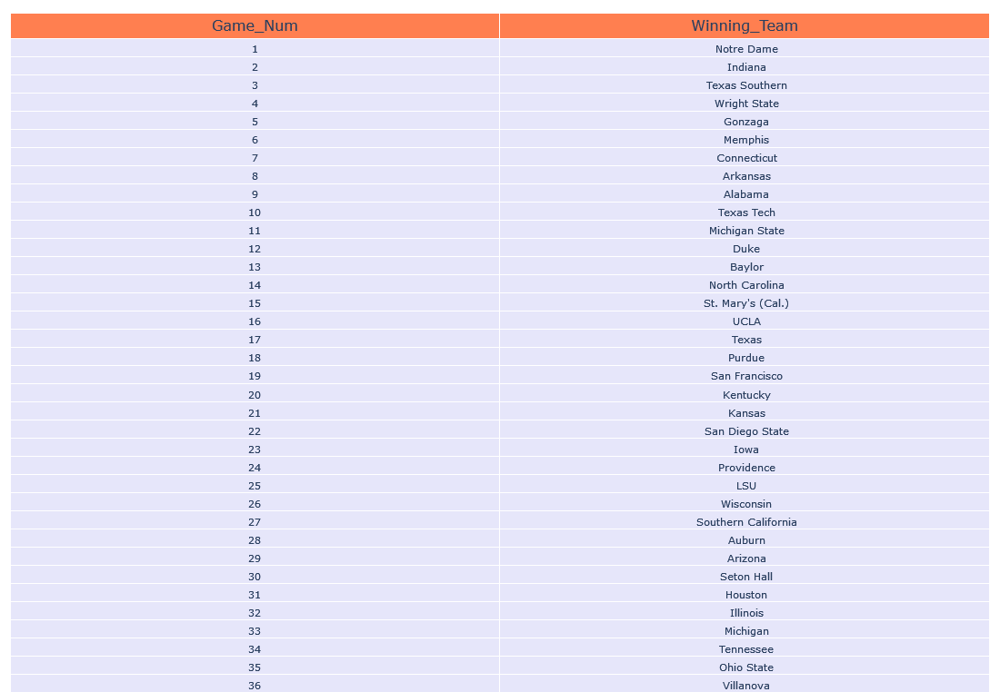 Game_Num Winning_Team
1 Notre Dame
2 Indiana
3 Texas Southern
4 Wright State
5 Gonzaga
6 Memphis
7 Connecticut
8 Arkansas
9 Alabama
10 Texas Tech
11 Michigan State
12 Duke
13 Baylor
14 North Carolina
15 St. Mary's (Cal.)
16 UCLA
17 Texas
18 Purdue
19 San Francisco
20 Kentucky
21 Kansas
22 San Diego State
23 Iowa
24 Providence
25 LSU
26 Wisconsin
27 Southern California
28 Auburn
29 Arizona
30 Seton Hall
31 Houston
32 Illinois
33 Michigan
34 Tennessee
35 Ohio State
36 Villanova